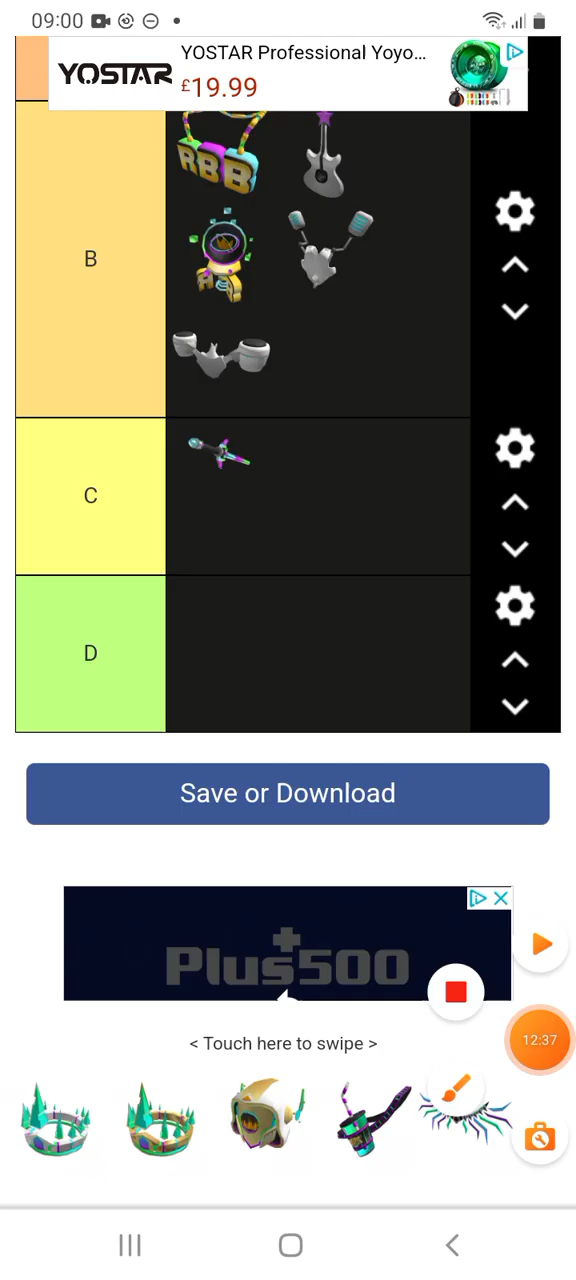 09:00
YOSTAR
YOSTAR Professional Yoyo...
£19.99
RBB
B
C
D
Save or Download
Plus500
< Touch here to swipe >
12:37